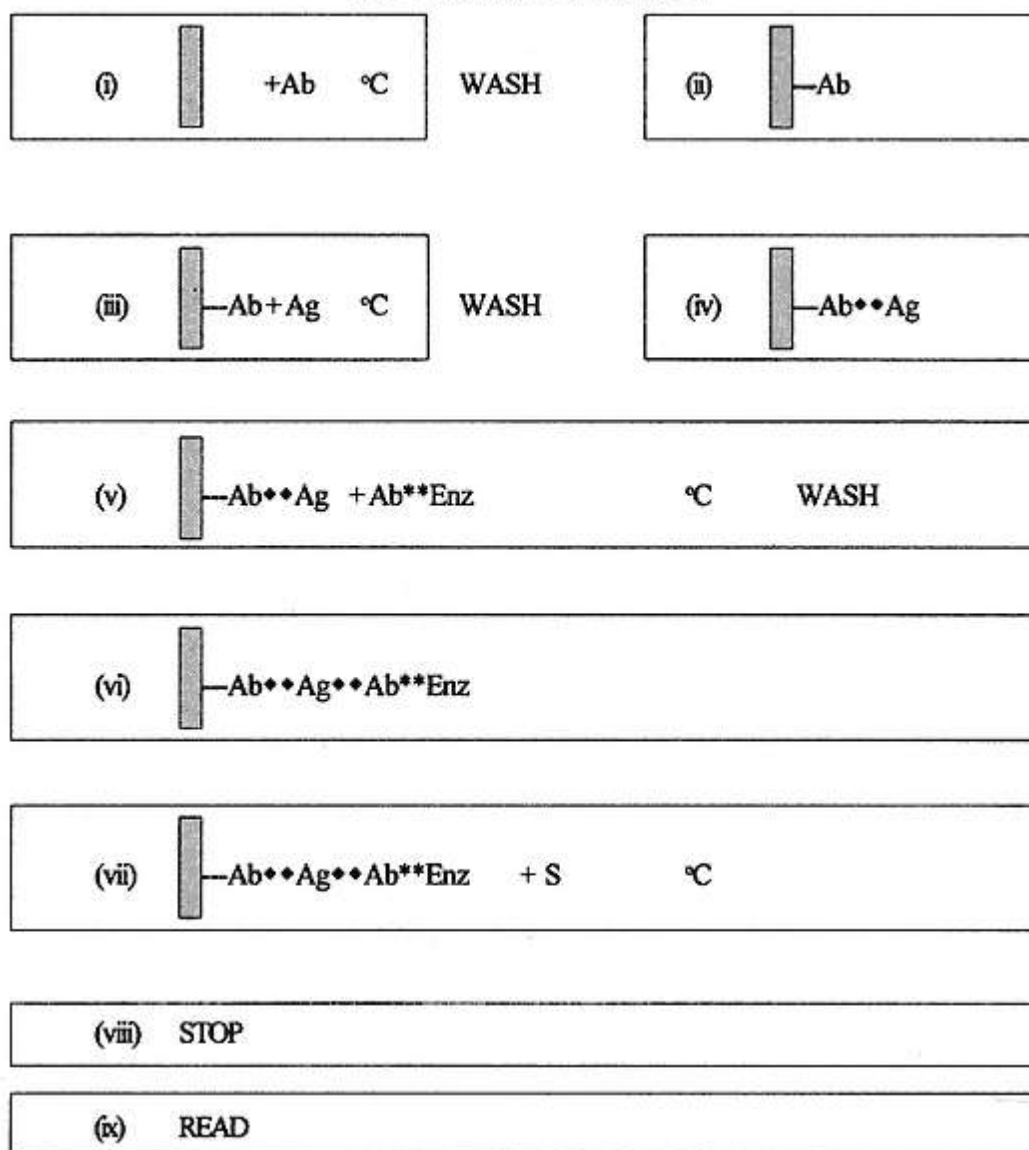 (i) +Ab °C WASH (ii) —Ab
(iii) —Ab+Ag °C WASH (iv) —Ab◆◆Ag
(v) —Ab◆◆Ag +Ab**Enz °C WASH
(vi) —Ab◆◆Ag◆◆Ab**Enz
(vii) —Ab◆◆Ag◆◆Ab**Enz + S °C
(viii) STOP
(ix) READ